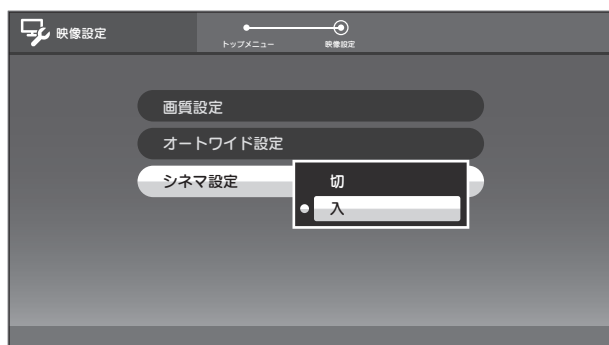 映像設定
トップメニュー
映像設定
画質設定
オートワイド設定
シネマ設定
切
入